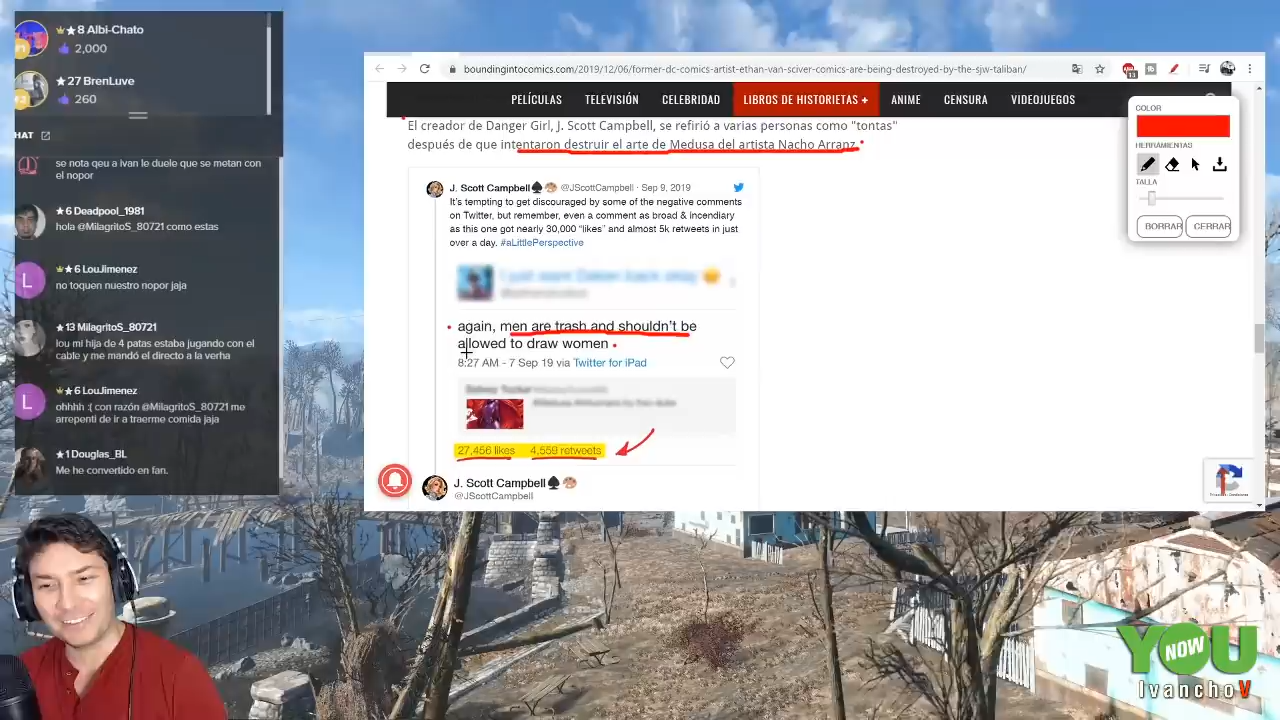 8 Albi-Chato
2,000
27 BrenLuve
260
HAT
se nota qeu a ivan le duele que se metan con
el nopor
6 Deadpool_1981
hola @MilagritoS_80721 como estas
6 LouJimenez
no toquen nuestro nopor jaja
13 MilagritoS_80721
lou mi hija de 4 patas estaba jugando con el
cable y me mandó el directo a la verha
6 LouJimenez
ohhhh :( con razón @MilagritoS_80721 me
arrepenti de ir a traerme comida jaja
1 Douglas_BL
Me he convertido en fan.
boundingintocomics.com/2019/12/06/former-dc-comics-artist-ethan-van-sciver-comics-are-being-destroyed-by-the-sjw-taliban/
13
PELÍCULAS TELEVISIÓN CELEBRIDAD LIBROS DE HISTORIETAS + ANIME CENSURA VIDEOJUEGOS
El creador de Danger Girl, J. Scott Campbell, se refirió a varias personas como "tontas"
después de que intentaron destruir el arte de Medusa del artista Nacho Arranz.
J. Scott Campbell @JScottCampbell · Sep 9, 2019
It's tempting to get discouraged by some of the negative comments
on Twitter, but remember, even a comment as broad & incendiary
as this one got nearly 30,000 "likes" and almost 5k retweets in just
over a day. #aLittlePerspective
again, men are trash and shouldn't be
allowed to draw women
8:27 AM - 7 Sep 19 via Twitter for iPad
27,456 likes 4,559 retweets
J. Scott Campbell
@JScottCampbell
COLOR
HERRAMIENTAS
TALLA
BORRAR CERRAR
YOU
NOW
IvanchoV